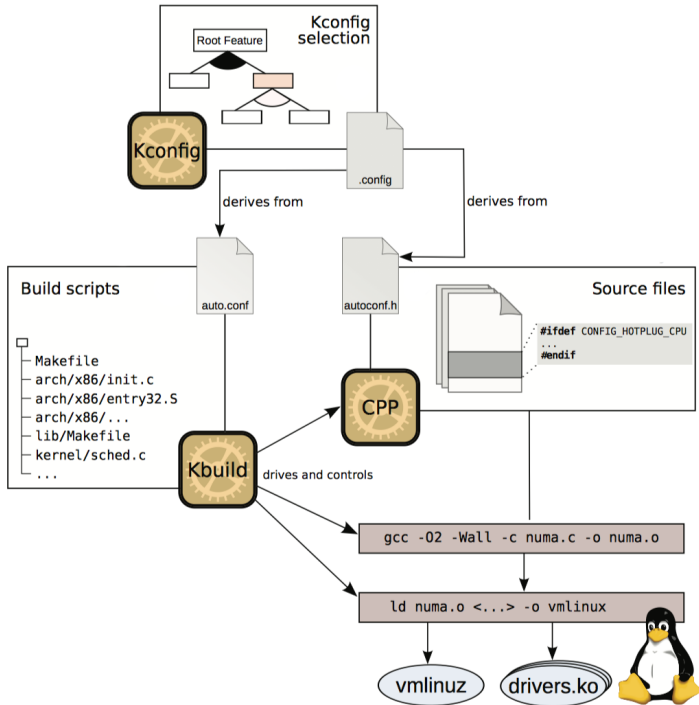 Kconfig
selection
Root Feature
Kconfig
.config
derives from
derives from
auto.conf
autoconf.h
Build scripts
Source files
#ifdef CONFIG_HOTPLUG_CPU
...
#endif
Makefile
arch/x86/init.c
arch/x86/entry32.S
arch/x86/...
lib/Makefile
kernel/sched.c
...
CPP
Kbuild
drives and controls
gcc -O2 -Wall -c numa.c -o numa.o
ld numa.o <...> -o vmlinux
vmlinuz
drivers.ko